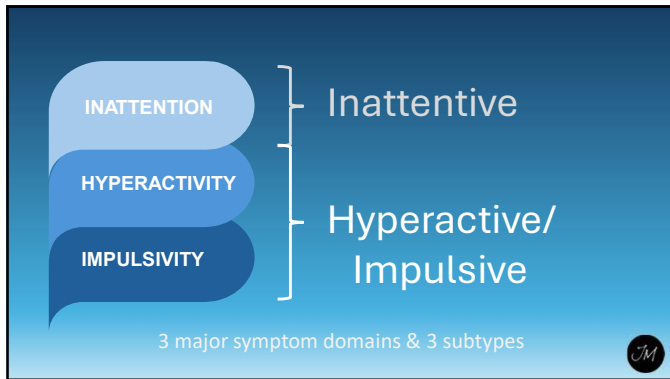 INATTENTION
Inattentive
HYPERACTIVITY
IMPULSIVITY
Hyperactive/
Impulsive
3 major symptom domains & 3 subtypes
JM